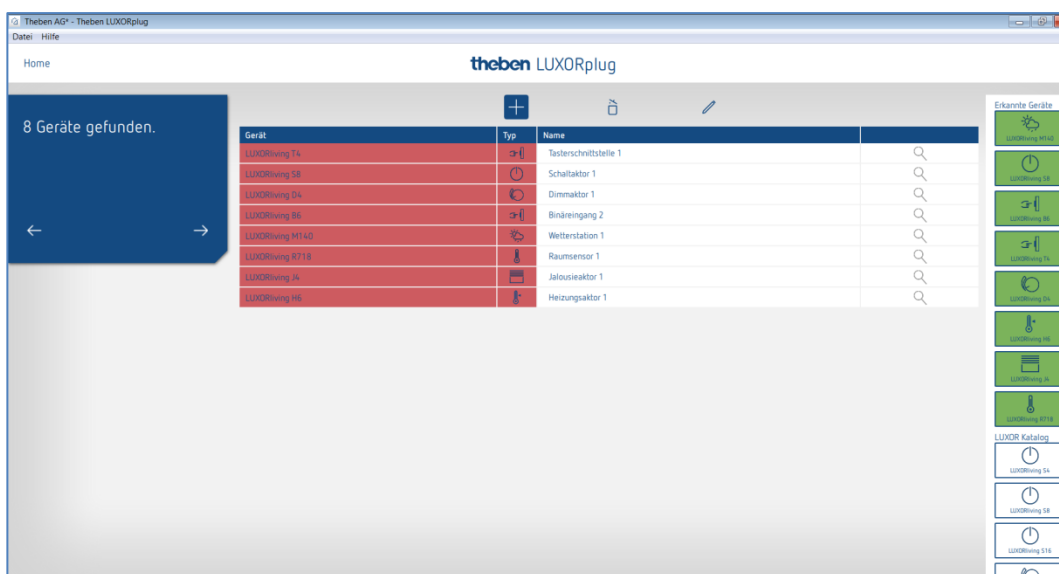 Theben AG* - Theben LUXORplug
Datei Hilfe
Home
theben LUXORplug
8 Geräte gefunden.
Gerät Typ Name
LUXORliving T4 Tasterschnittstelle 1
LUXORliving S8 Schaltaktor 1
LUXORliving D4 Dimmaktor 1
LUXORliving B6 Binäreingang 2
LUXORliving M140 Wetterstation 1
LUXORliving R718 Raumsensor 1
LUXORliving J4 Jalousieaktor 1
LUXORliving H6 Heizungsaktor 1
Erkannte Geräte
LUXORliving M140
LUXORliving S8
LUXORliving B6
LUXORliving T4
LUXORliving D4
LUXORliving H6
LUXORliving J4
LUXORliving R718
LUXOR Katalog
LUXORliving S4
LUXORliving S8
LUXORliving S16